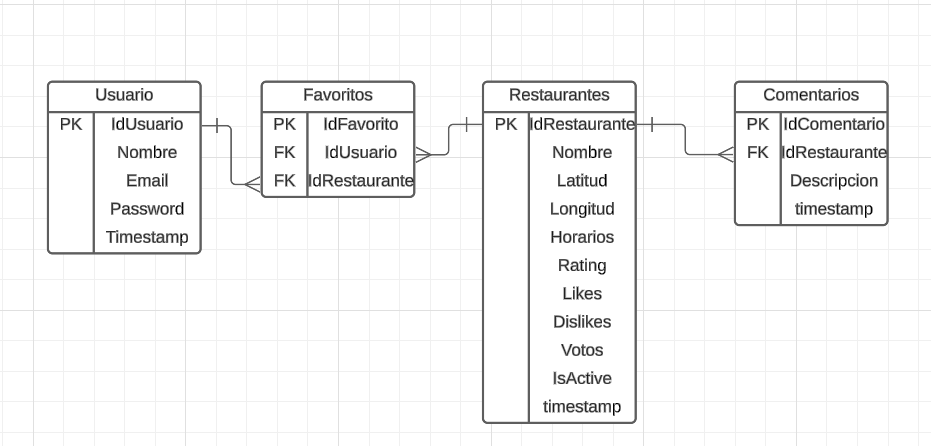 Usuario
PK IdUsuario
Nombre
Email
Password
Timestamp
Favoritos
PK IdFavorito
FK IdUsuario
FK IdRestaurante
Restaurantes
PK IdRestaurante
Nombre
Latitud
Longitud
Horarios
Rating
Likes
Dislikes
Votos
IsActive
timestamp
Comentarios
PK IdComentario
FK IdRestaurante
Descripcion
timestamp